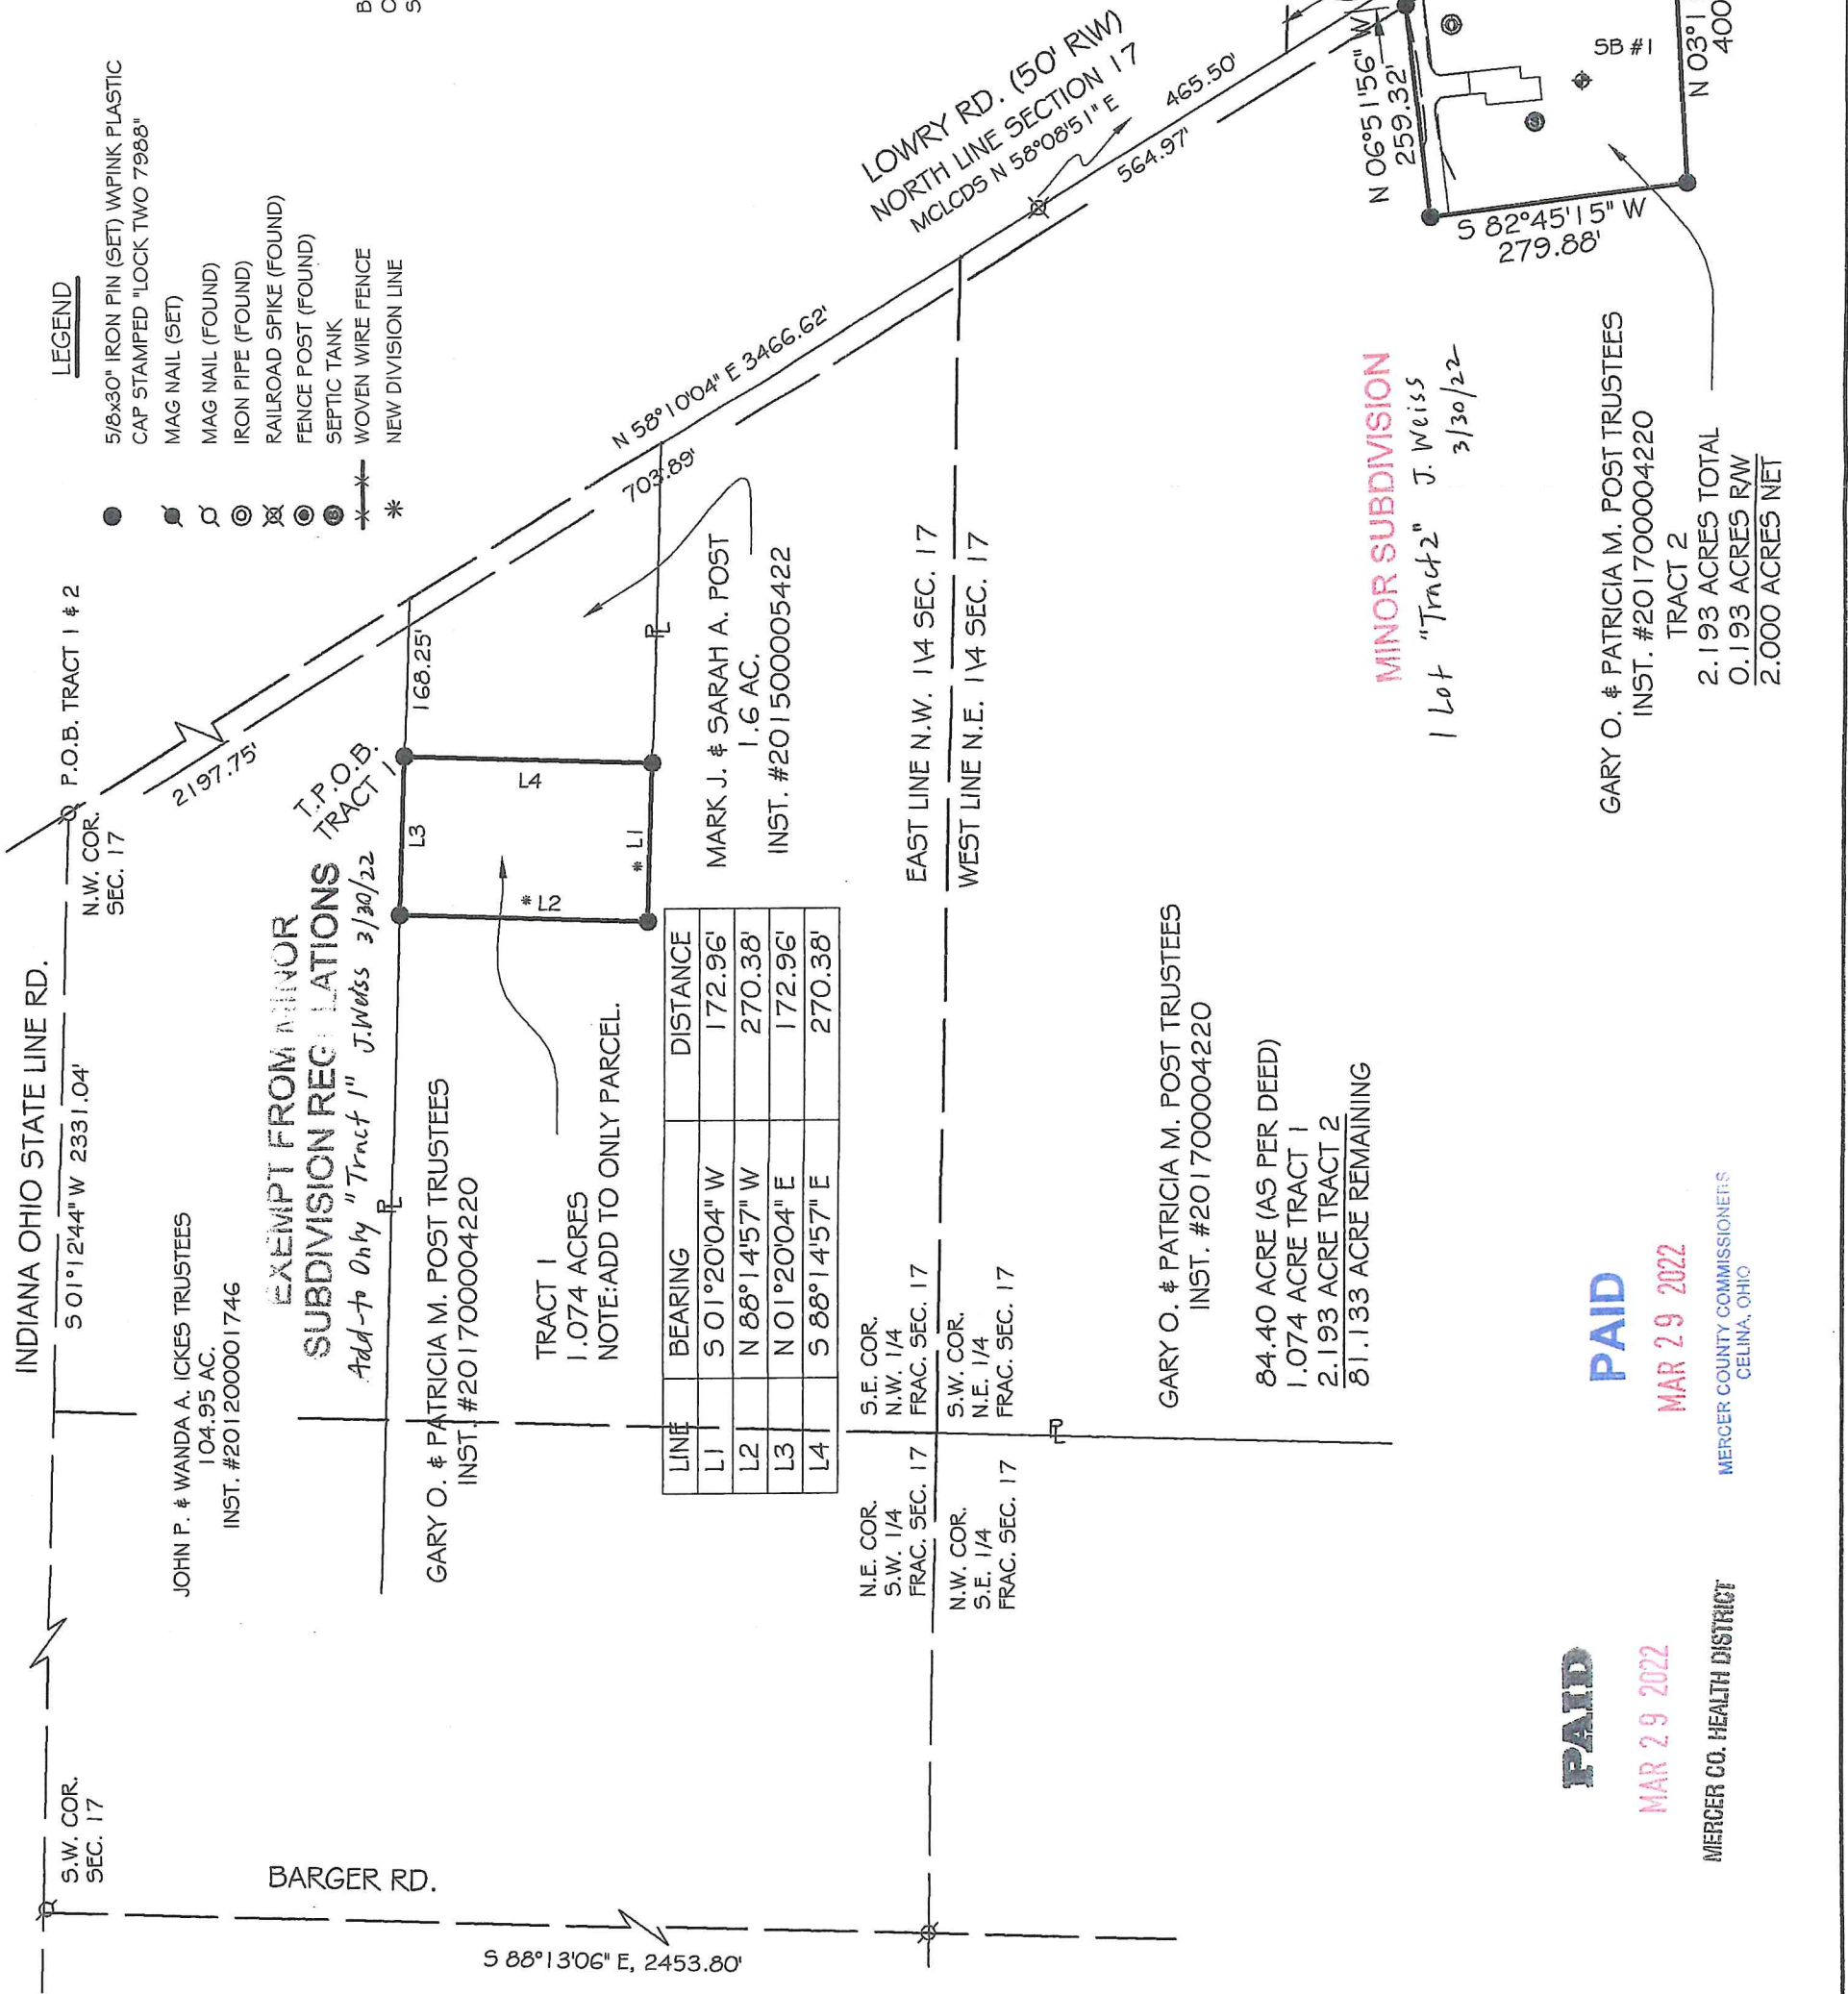 INDIANA OHIO STATE LINE RD.
S 01°12'44" W 2331.04'
S.W. COR.
SEC. 17
N.W. COR.
SEC. 17
P.O.B. TRACT 1 & 2
LEGEND
5/8x30" IRON PIN (SET) W\PINK PLASTIC
CAP STAMPED "LOCK TWO 7988"
MAG NAIL (SET)
MAG NAIL (FOUND)
IRON PIPE (FOUND)
RAILROAD SPIKE (FOUND)
FENCE POST (FOUND)
SEPTIC TANK
WOVEN WIRE FENCE
NEW DIVISION LINE
B
O
S
JOHN P. & WANDA A. ICKES TRUSTEES
104.95 AC.
INST. #201200001746
EXEMPT FROM MINOR
SUBDIVISION REG LATIONS
Add-to Only "Tract 1" J.Weiss 3/30/22
T.P.O.B.
TRACT 1
2197.75'
168.25'
L3
L4
* L2
* L1
PL
GARY O. & PATRICIA M. POST TRUSTEES
INST. #201700004220
TRACT 1
1.074 ACRES
NOTE:ADD TO ONLY PARCEL.
N 58°10'04" E 3466.62'
703.89'
PL
MARK J. & SARAH A. POST
1.6 AC.
INST. #201500005422
LINE BEARING DISTANCE
L1 S 01°20'04" W 172.96'
L2 N 88°14'57" W 270.38'
L3 N 01°20'04" E 172.96'
L4 S 88°14'57" E 270.38'
BARGER RD.
S 88°13'06" E, 2453.80'
N.E. COR.
S.W. 1/4
FRAC. SEC. 17
S.E. COR.
N.W. 1/4
FRAC. SEC. 17
N.W. COR.
S.E. 1/4
FRAC. SEC. 17
S.W. COR.
N.E. 1/4
FRAC. SEC. 17
EAST LINE N.W. 1\4 SEC. 17
WEST LINE N.E. 1\4 SEC. 17
LOWRY RD. (50' R\W)
NORTH LINE SECTION 17
MCLCDS N 58°08'51" E
465.50'
564.97'
PL
GARY O. & PATRICIA M. POST TRUSTEES
INST. #201700004220
84.40 ACRE (AS PER DEED)
1.074 ACRE TRACT 1
2.193 ACRE TRACT 2
81.133 ACRE REMAINING
MINOR SUBDIVISION
1 Lot "Tract 2" J. Weiss
3/30/22
N 06°51'56" W
259.32'
S 82°45'15" W
279.88'
SB #1
N 03°1
400
GARY O. & PATRICIA M. POST TRUSTEES
INST. #201700004220
TRACT 2
2.193 ACRES TOTAL
0.193 ACRES R/W
2.000 ACRES NET
PAID
MAR 29 2022
MERCER CO. HEALTH DISTRICT
PAID
MAR 29 2022
MERCER COUNTY COMMISSIONERS
CELINA, OHIO